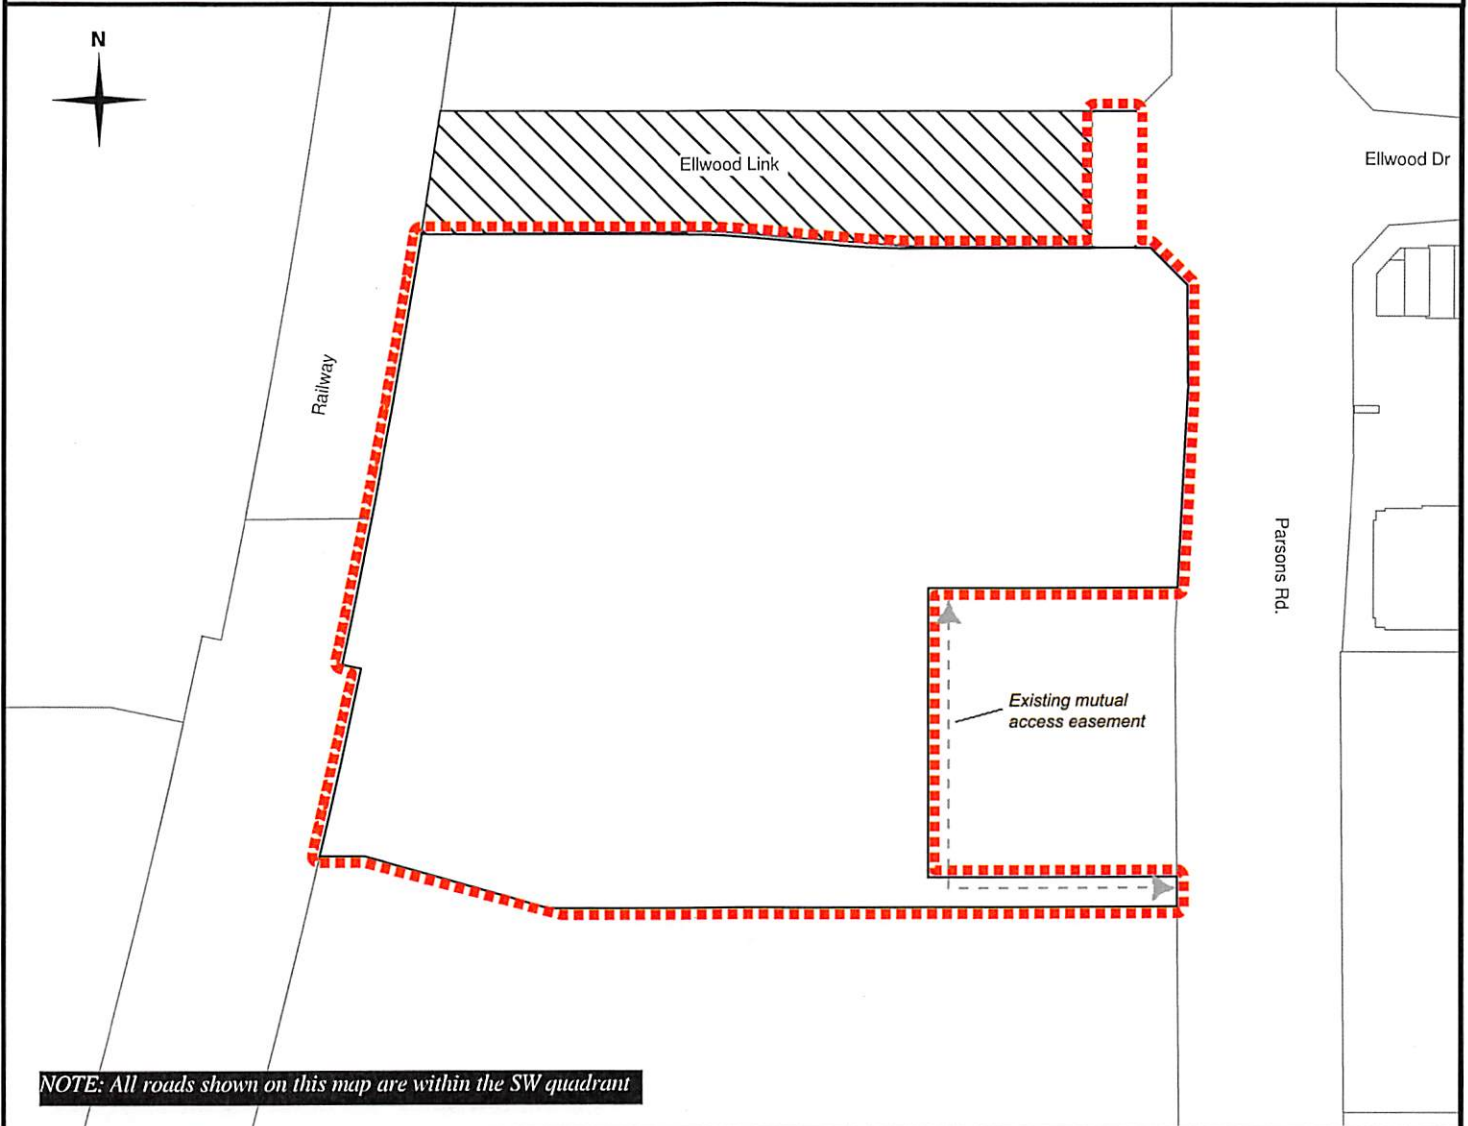 N
Ellwood Link
Ellwood Dr
Railway
Parsons Rd.
Existing mutual
access easement
NOTE: All roads shown on this map are within the SW quadrant